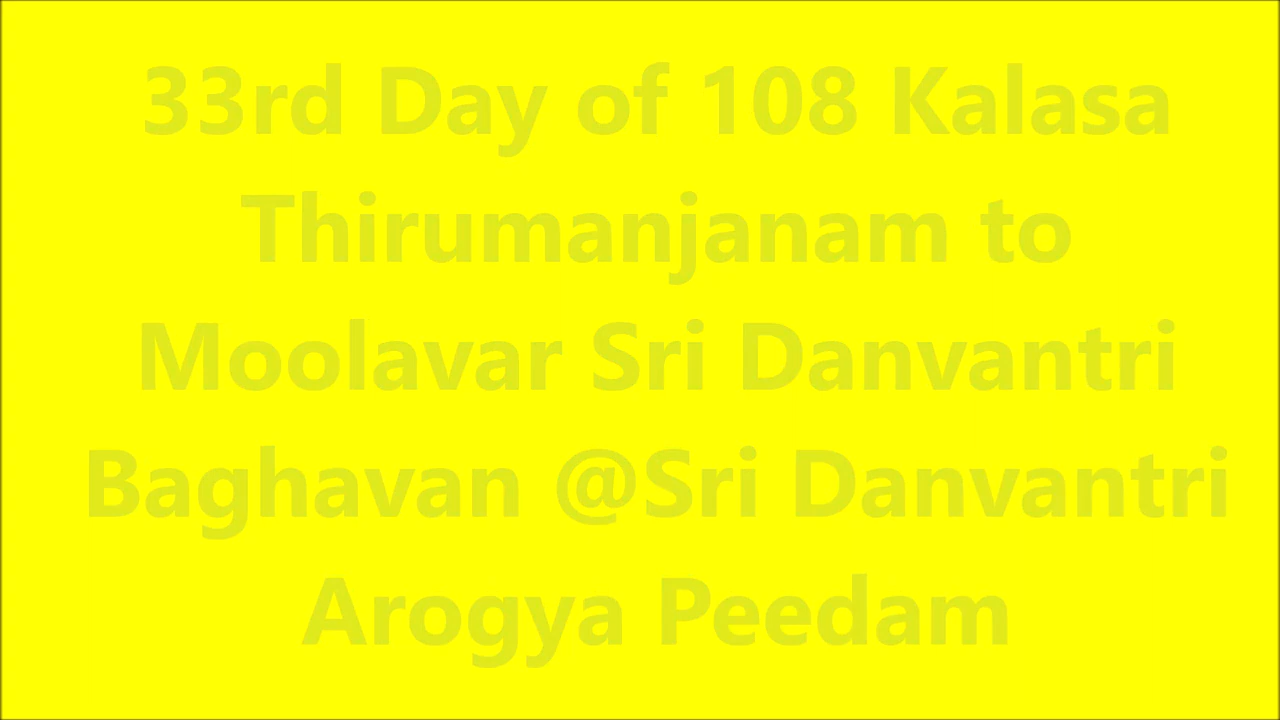 33rd Day of 108 Kalasa
Thirumanjanam to
Moolavar Sri Danvantri
Baghavan @Sri Danvantri
Arogya Peedam